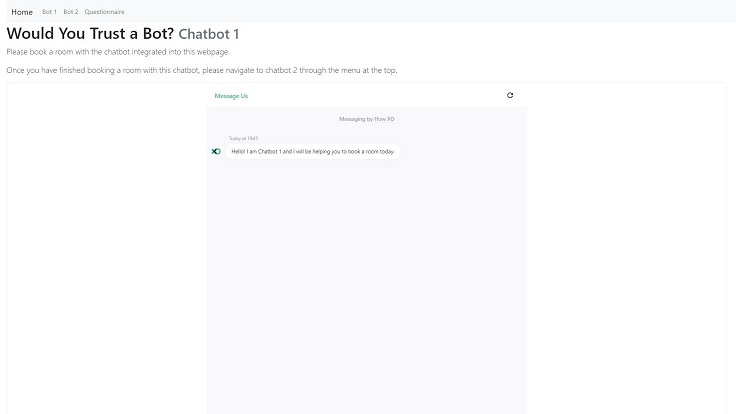 Home Bot 1 Bot 2 Questionnaire
Would You Trust a Bot? Chatbot 1
Please book a room with the chatbot integrated into this webpage.
Once you have finished booking a room with this chatbot, please navigate to chatbot 2 through the menu at the top.
Message Us
Messaging by Flow XO
Today at 19:45
Hello! I am Chatbot 1 and I will be helping you to book a room today.